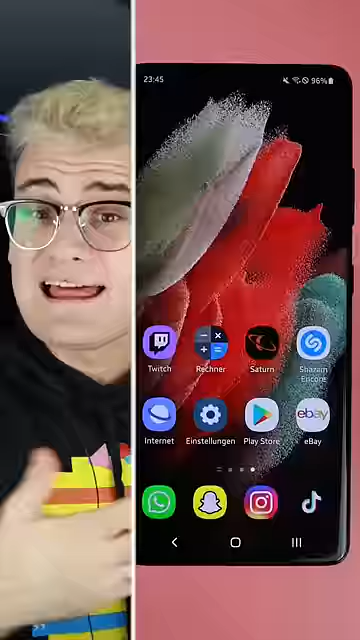 23:45
96%
Twitch
Rechner
Saturn
Shazam Encore
Internet
Einstellungen
Play Store
ebay
eBay